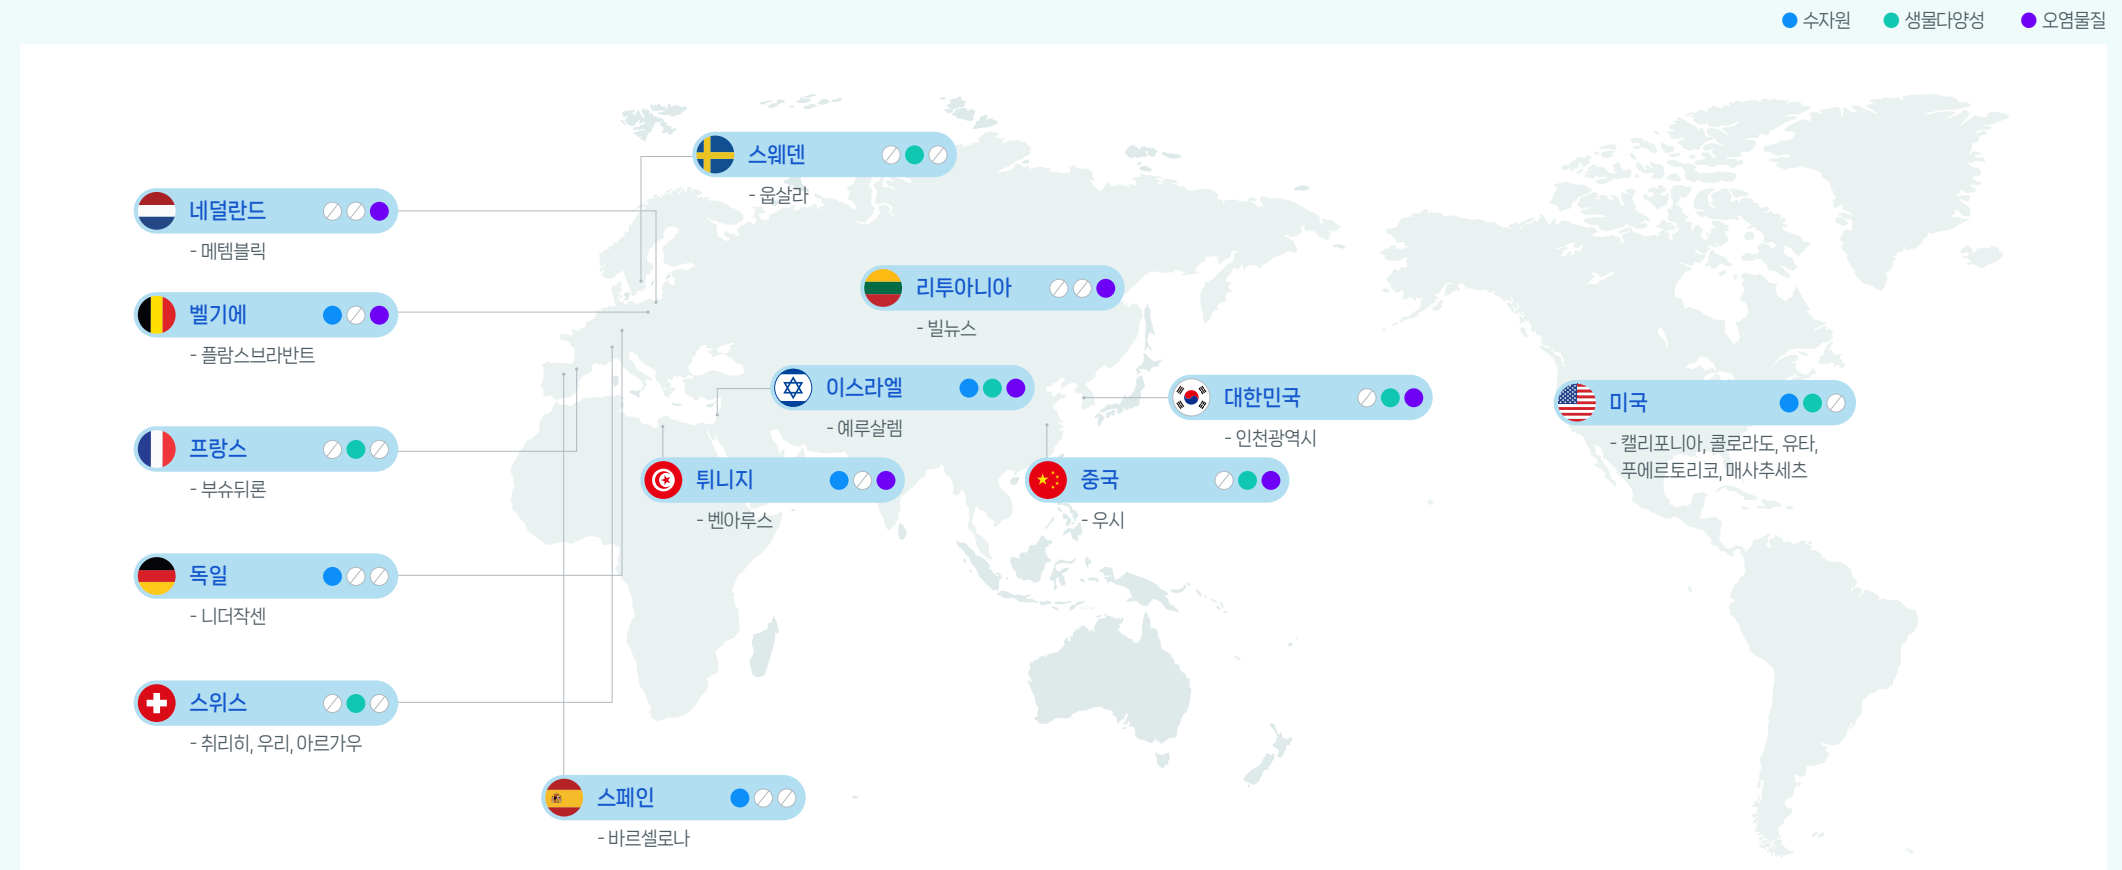 수자원 생물다양성 오염물질
스웨덴
- 웁살라
네덜란드
- 메템블릭
벨기에
- 플람스브라반트
리투아니아
- 빌뉴스
이스라엘
- 예루살렘
대한민국
- 인천광역시
미국
- 캘리포니아, 콜로라도, 유타,
푸에르토리코, 매사추세츠
프랑스
- 부슈뒤론
튀니지
- 벤아루스
중국
- 우시
독일
- 니더작센
스위스
- 취리히, 우리, 아르가우
스페인
- 바르셀로나